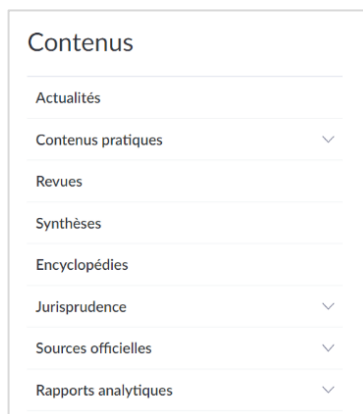 Contenus
Actualités
Contenus pratiques
Revues
Synthèses
Encyclopédies
Jurisprudence
Sources officielles
Rapports analytiques